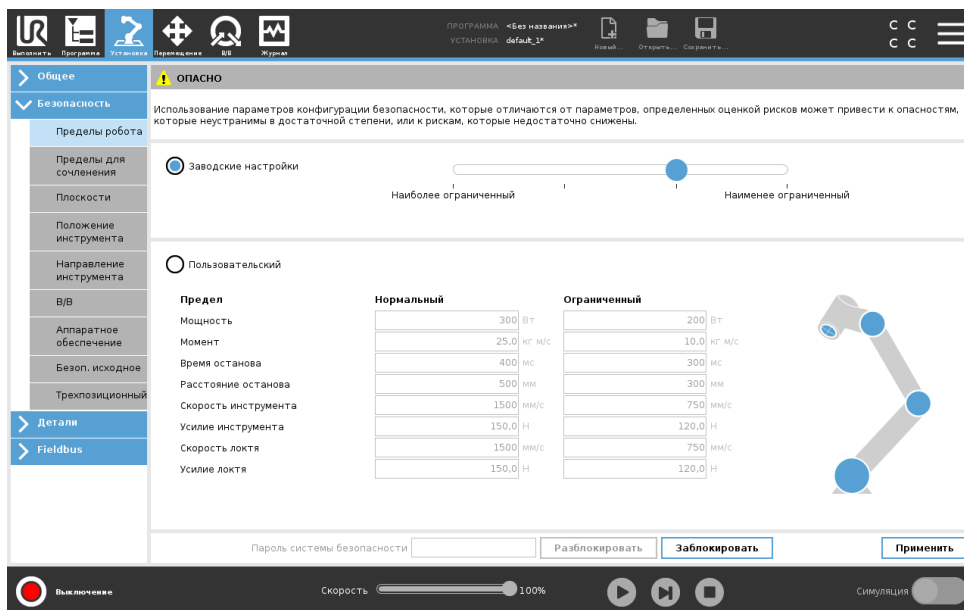 ПРОГРАММА <Без названия>*
УСТАНОВКА default_1*
Выполнить Программа Установка Перемещение В/В Журнал
Новый... Открыть... Сохранить...
C C
C C
Общее
Безопасность
Пределы робота
Пределы для
сочленения
Плоскости
Положение
инструмента
Направление
инструмента
В/В
Аппаратное
обеспечение
Безоп. исходное
Трехпозиционный
Детали
Fieldbus
ОПАСНО
Использование параметров конфигурации безопасности, которые отличаются от параметров, определенных оценкой рисков может привести к опасностям,
которые неустранимы в достаточной степени, или к рискам, которые недостаточно снижены.
Заводские настройки
Наиболее ограниченный Наименее ограниченный
Пользовательский
Предел Нормальный Ограниченный
Мощность 300 Вт 200 Вт
Момент 25,0 кг м/с 10,0 кг м/с
Время останова 400 мс 300 мс
Расстояние останова 500 мм 300 мм
Скорость инструмента 1500 мм/с 750 мм/с
Усилие инструмента 150,0 Н 120,0 Н
Скорость локтя 1500 мм/с 750 мм/с
Усилие локтя 150,0 Н 120,0 Н
Пароль системы безопасности Разблокировать Заблокировать Применить
Выключение Скорость 100% Симуляция